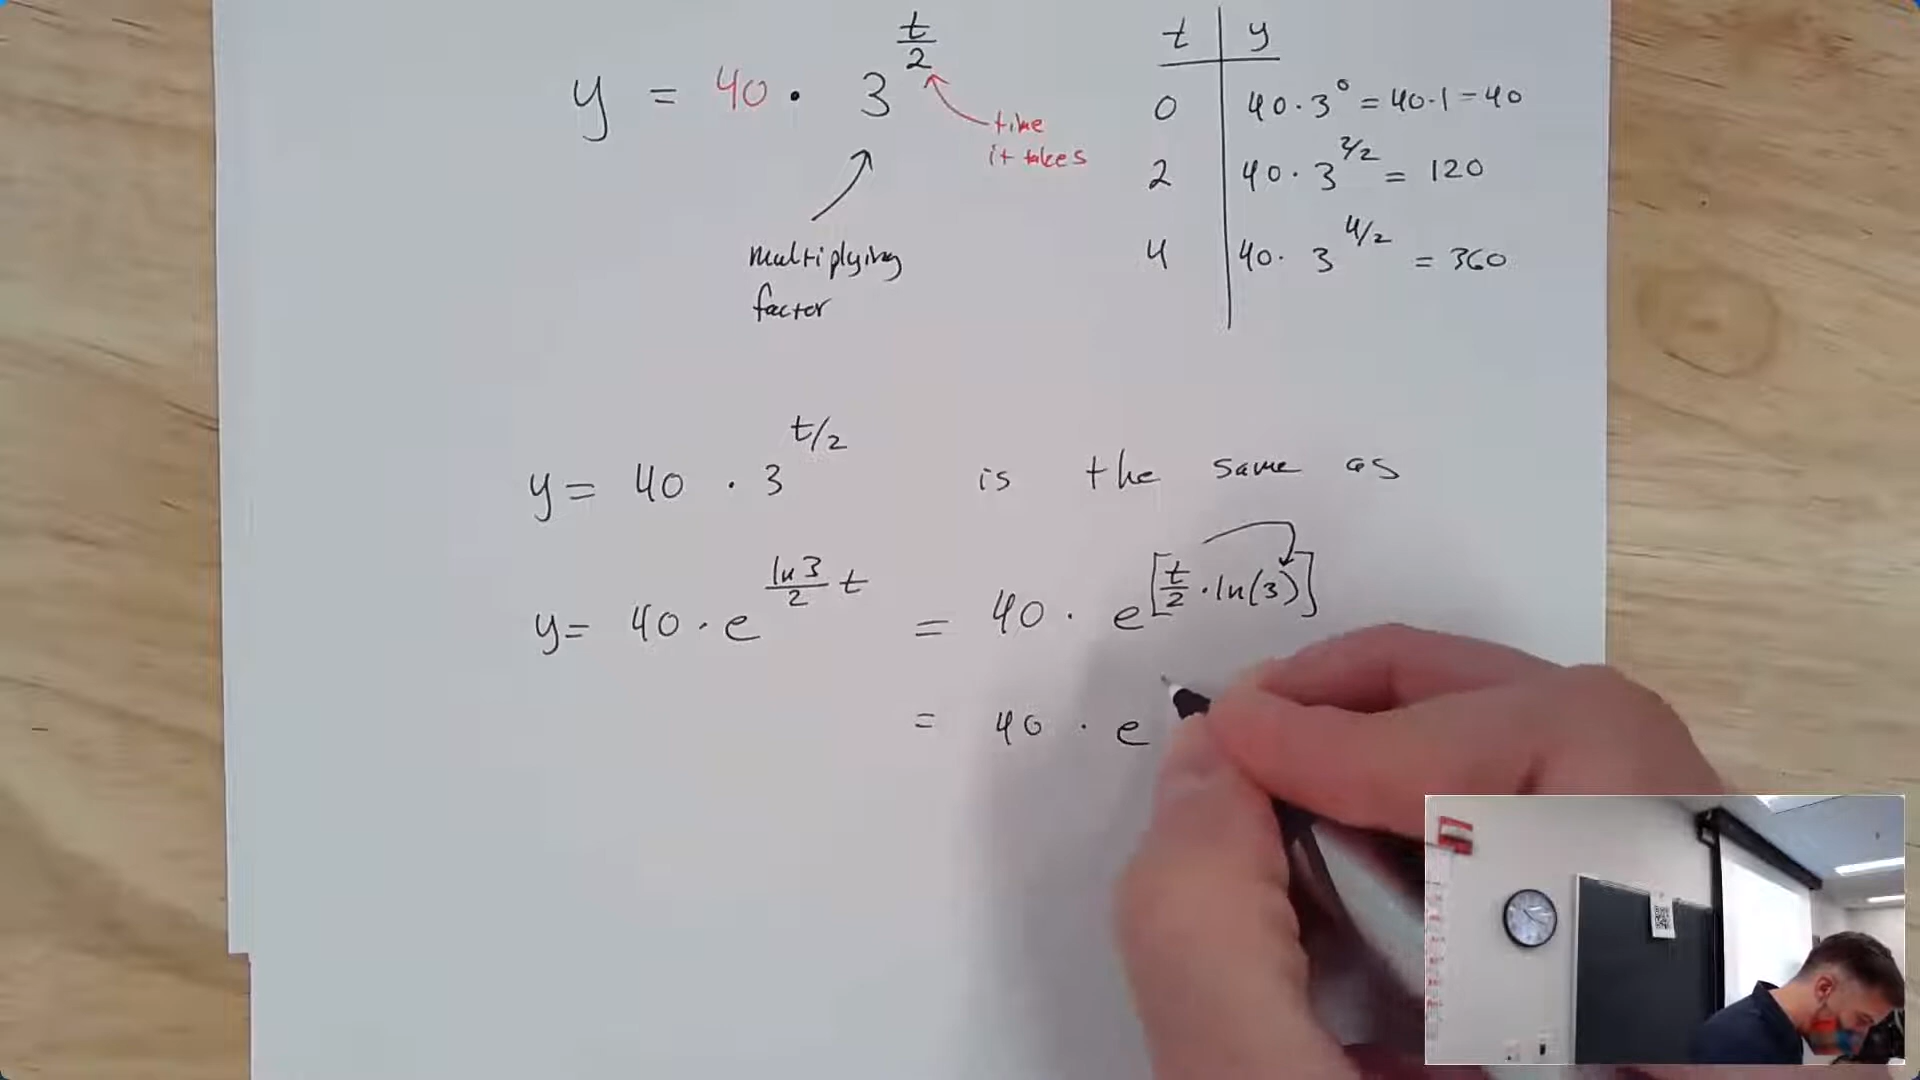 y = 40 · 3^(t/2)
time
it takes
multiplying
factor
t | y
0 | 40·3^0 = 40·1 = 40
2 | 40·3^(2/2) = 120
4 | 40·3^(4/2) = 360
y = 40 · 3^(t/2) is the same as
y = 40·e^(ln3/2 t) = 40 · e^[t/2 · ln(3)]
= 40 · e